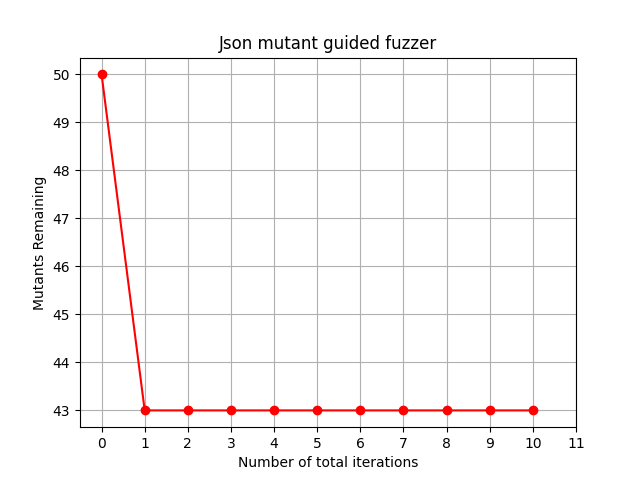 Json mutant guided fuzzer
50
49
48
47
46
45
44
43
Mutants Remaining
0 1 2 3 4 5 6 7 8 9 10 11
Number of total iterations